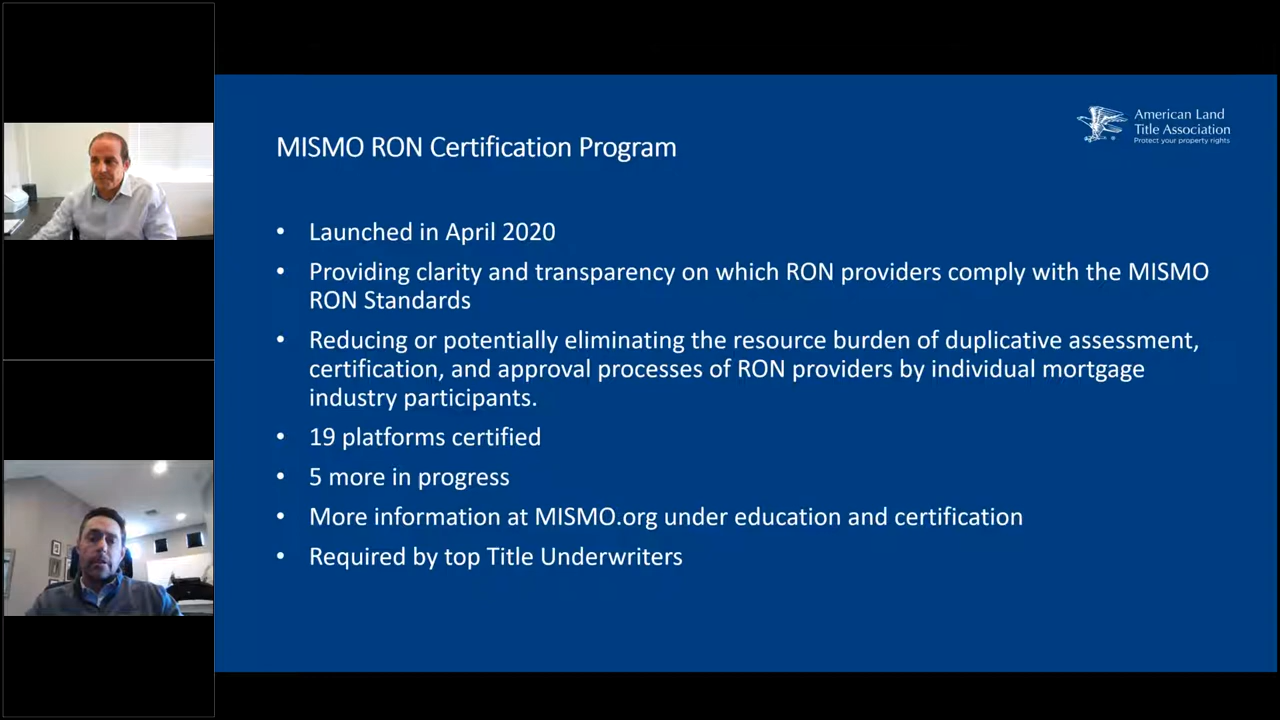 American Land
Title Association
Protect your property rights
MISMO RON Certification Program
• Launched in April 2020
• Providing clarity and transparency on which RON providers comply with the MISMO
RON Standards
• Reducing or potentially eliminating the resource burden of duplicative assessment,
certification, and approval processes of RON providers by individual mortgage
industry participants.
• 19 platforms certified
• 5 more in progress
• More information at MISMO.org under education and certification
• Required by top Title Underwriters